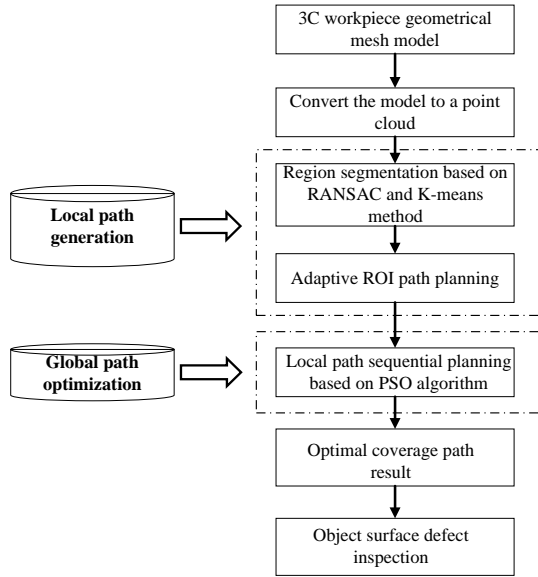 3C workpiece geometrical
mesh model
Convert the model to a point
cloud
Region segmentation based on
RANSAC and K-means
method
Local path
generation
Adaptive ROI path planning
Global path
optimization
Local path sequential planning
based on PSO algorithm
Optimal coverage path
result
Object surface defect
inspection